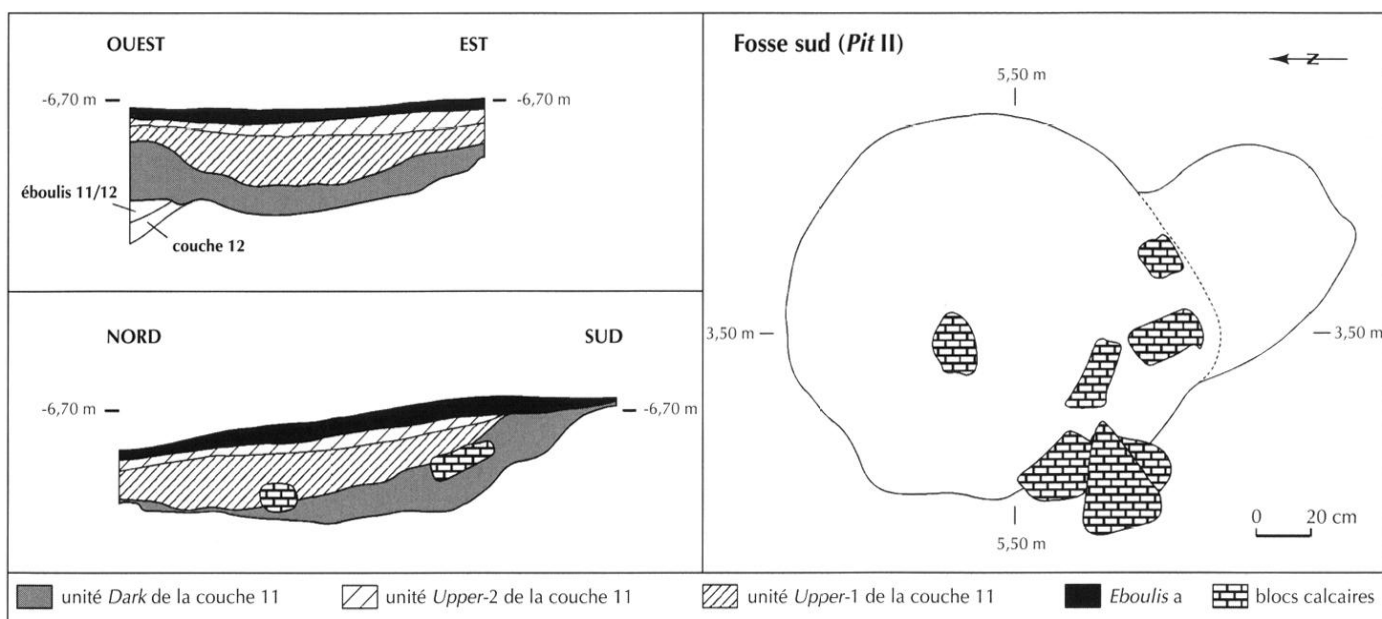 OUEST EST
-6,70 m — — -6,70 m
éboulis 11/12
couche 12
NORD SUD
-6,70 m — — -6,70 m
Fosse sud (Pit II)
N
5,50 m
3,50 m — — 3,50 m
5,50 m
0 20 cm
unité Dark de la couche 11 unité Upper-2 de la couche 11 unité Upper-1 de la couche 11 Eboulis a blocs calcaires